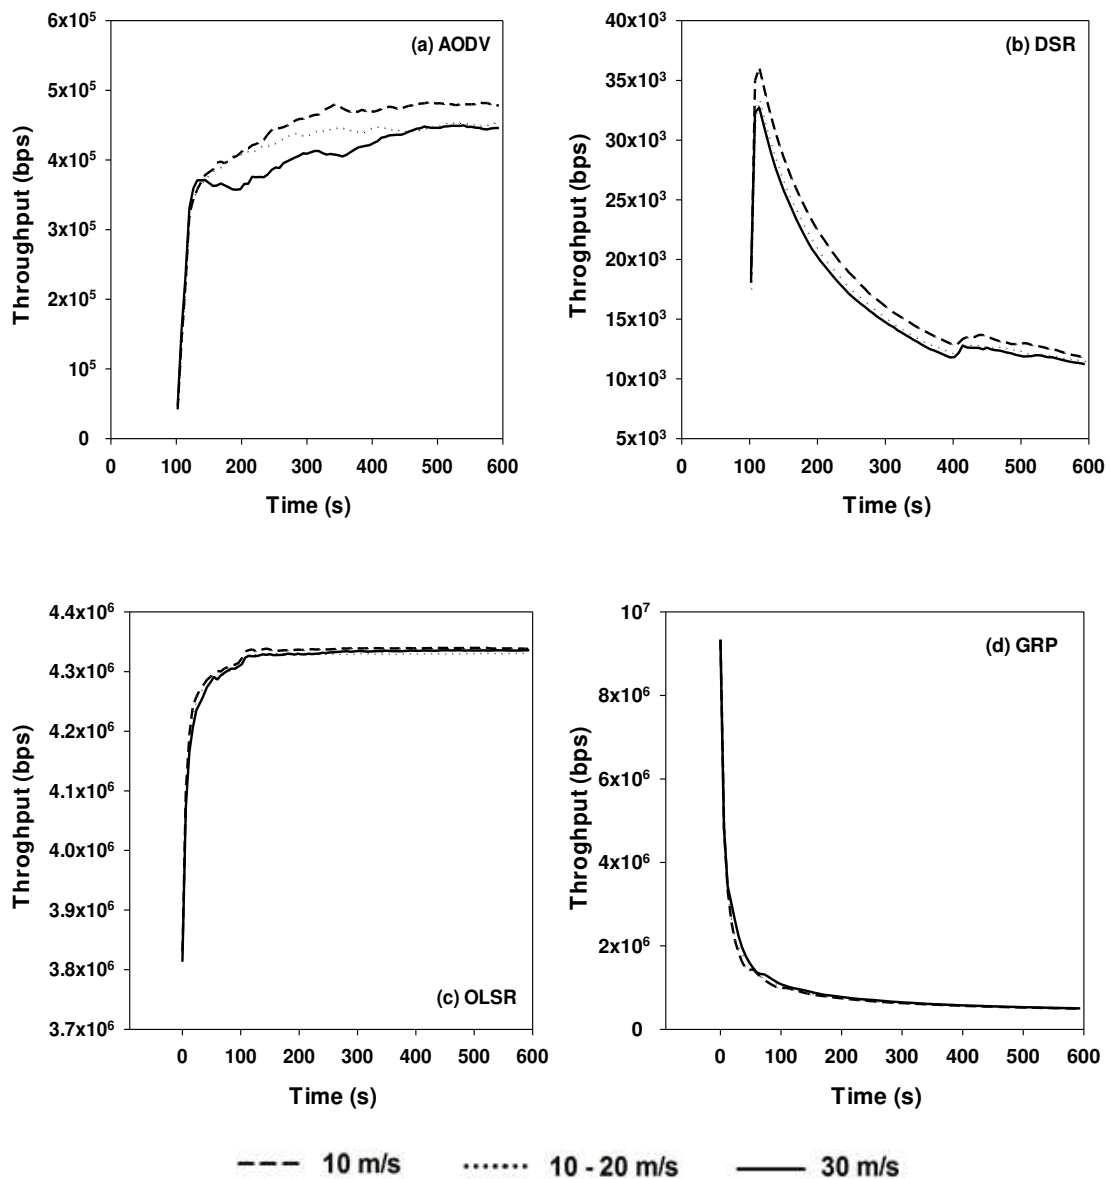 6x10⁵
(a) AODV
5x10⁵
4x10⁵
3x10⁵
2x10⁵
10⁵
0
Throughput (bps)
0 100 200 300 400 500 600
Time (s)
40x10³
(b) DSR
35x10³
30x10³
25x10³
20x10³
15x10³
10x10³
5x10³
Throghput (bps)
0 100 200 300 400 500 600
Time (s)
4.4x10⁶
4.3x10⁶
4.2x10⁶
4.1x10⁶
4.0x10⁶
3.9x10⁶
3.8x10⁶
(c) OLSR
3.7x10⁶
Throghput (bps)
0 100 200 300 400 500 600
Time (s)
10⁷
(d) GRP
8x10⁶
6x10⁶
4x10⁶
2x10⁶
0
Throghput (bps)
0 100 200 300 400 500 600
Time (s)
10 m/s 10 - 20 m/s 30 m/s